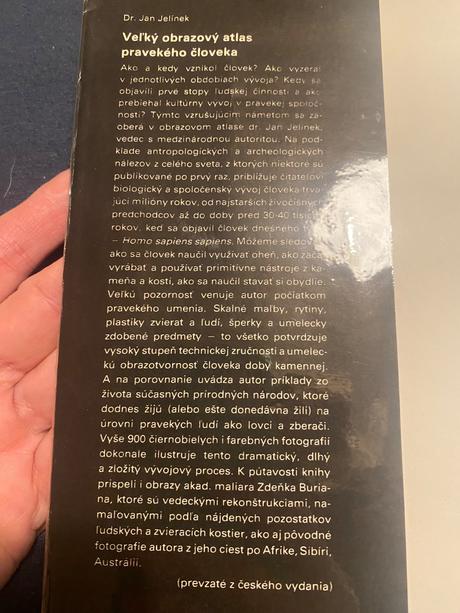 Dr. Jan Jelínek
Veľký obrazový atlas
pravekého človeka
Ako a kedy vznikol človek? Ako vyzeral
v jednotlivých obdobiach vývoja? Kedy sa
objavili prvé stopy ľudskej činnosti a ako
prebiehal kultúrny vývoj v pravekej spoloč-
nosti? Týmto vzrušujúcim námetom sa za-
oberá v obrazovom atlase dr. Jan Jelínek,
vedec s medzinárodnou autoritou. Na pod-
klade antropologických a archeologických
nálezov z celého sveta, z ktorých niektoré sú
publikované po prvý raz, približuje čitateľovi
biologický a spoločenský vývoj človeka trva-
júci milióny rokov, od najstarších živočíšnych
predchodcov až do doby pred 30-40 tisíc
rokov, keď sa objavil človek dnešného
– Homo sapiens sapiens. Môžeme sledov
ako sa človek naučil využívať oheň, ako zača
vyrábať a používať primitívne nástroje z ka-
meňa a kostí, ako sa naučil stavať si obydlie.
Veľkú pozornosť venuje autor počiatkom
pravekého umenia. Skalné maľby, rytiny,
plastiky zvierat a ľudí, šperky a umelecky
zdobené predmety – to všetko potvrdzuje
vysoký stupeň technickej zručnosti a umelec-
kú obrazotvornosť človeka doby kamennej.
A na porovnanie uvádza autor príklady zo
života súčasných prírodných národov, ktoré
dodnes žijú (alebo ešte donedávna žili) na
úrovni pravekých ľudí ako lovci a zberači.
Vyše 900 čiernobielych i farebných fotografií
dokonale ilustruje tento dramatický, dlhý
a zložitý vývojový proces. K pútavosti knihy
prispeli i obrazy akad. maliara Zdeňka Buria-
na, ktoré sú vedeckými rekonštrukciami, na-
maľovanými podľa nájdených pozostatkov
ľudských a zvieracích kostier, ako aj pôvodné
fotografie autora z jeho ciest po Afrike, Sibíri,
Austrálii.
(prevzaté z českého vydania)